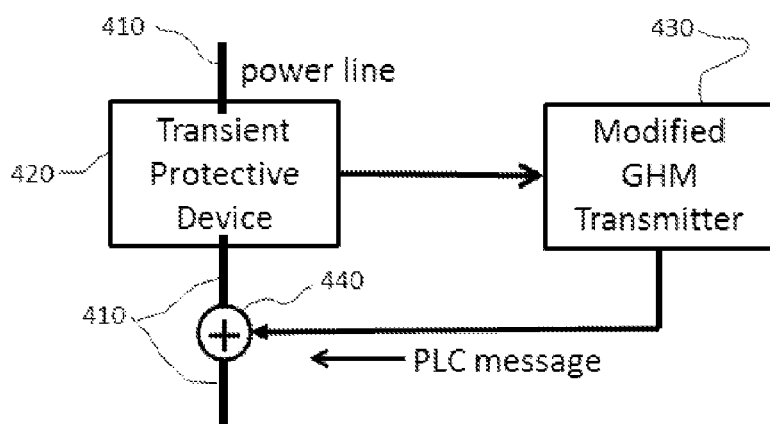 410
power line
430
Transient
Protective
Device
420
Modified
GHM
Transmitter
440
410
PLC message